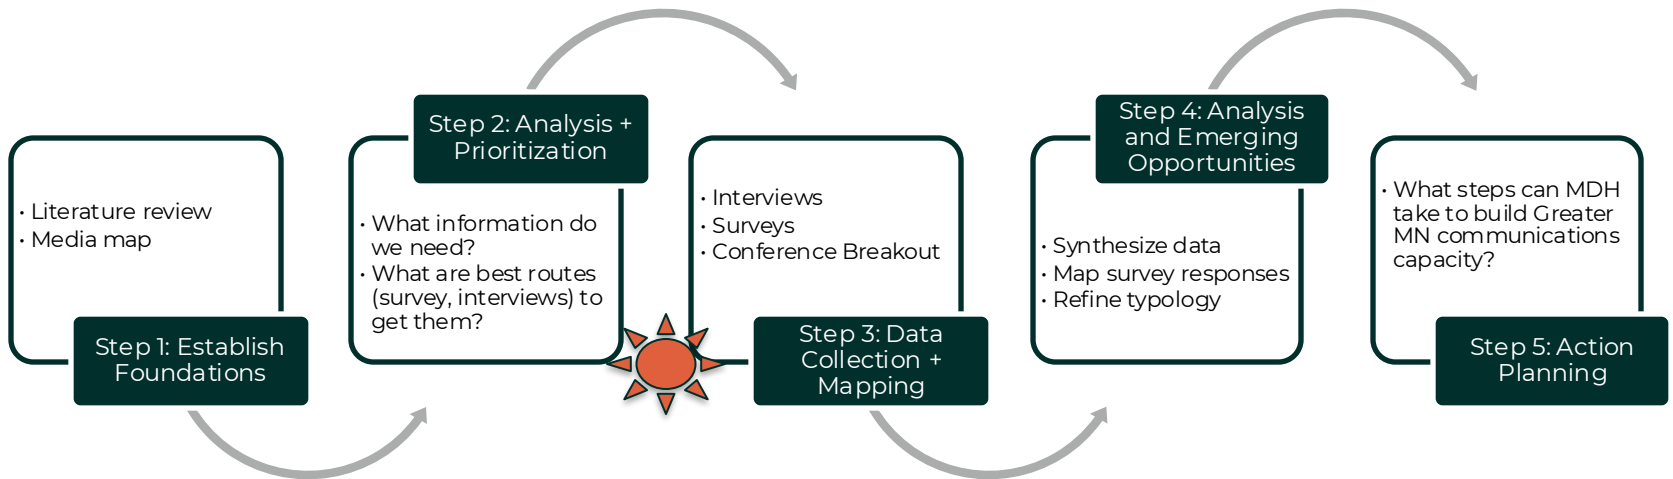 • Literature review
• Media map
Step 1: Establish
Foundations
Step 2: Analysis +
Prioritization
• What information do
we need?
• What are best routes
(survey, interviews) to
get them?
• Interviews
• Surveys
• Conference Breakout
Step 3: Data
Collection +
Mapping
Step 4: Analysis
and Emerging
Opportunities
• Synthesize data
• Map survey responses
• Refine typology
• What steps can MDH
take to build Greater
MN communications
capacity?
Step 5: Action
Planning